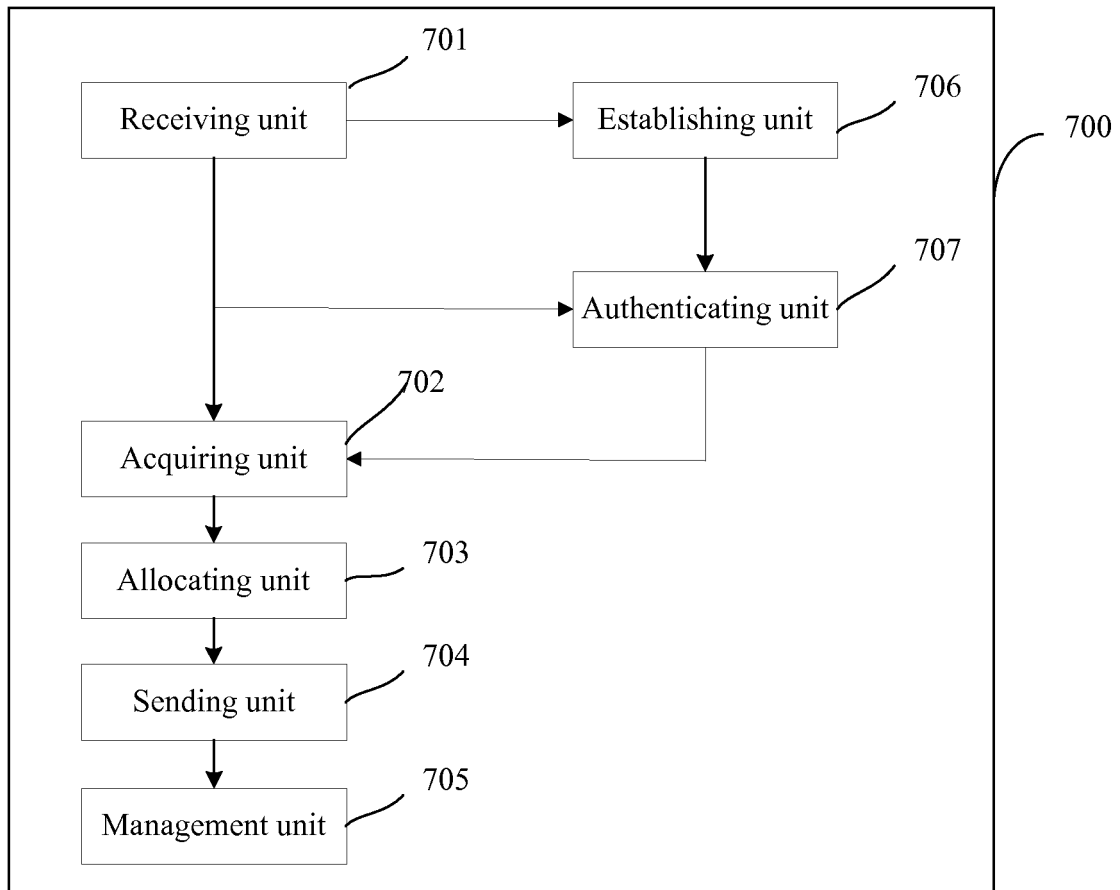 701
Receiving unit
706
Establishing unit
700
707
Authenticating unit
702
Acquiring unit
703
Allocating unit
704
Sending unit
705
Management unit